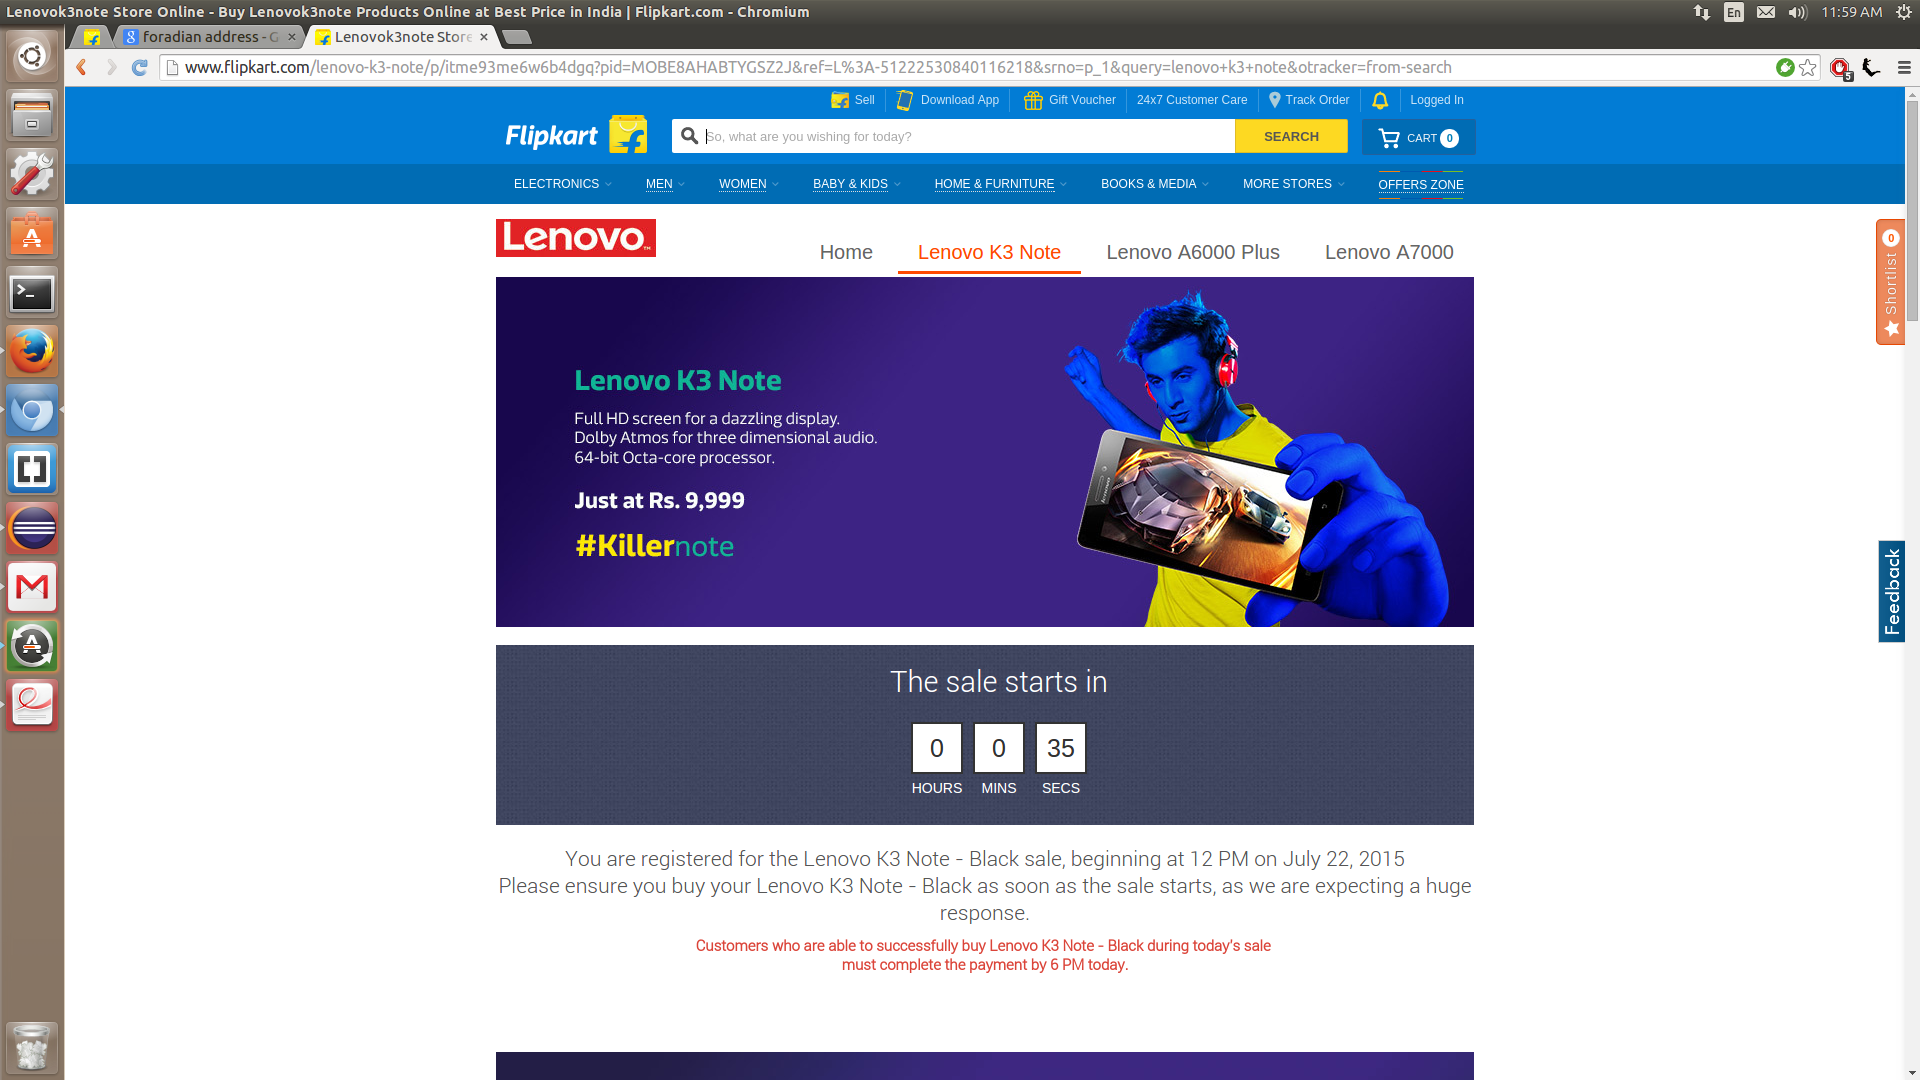 Lenovok3note Store Online - Buy Lenovok3note Products Online at Best Price in India | Flipkart.com - Chromium
En
11:59 AM
foradian address - G
Lenovok3note Store
www.flipkart.com/lenovo-k3-note/p/itme93me6w6b4dgq?pid=MOBE8AHABTYGSZ2J&ref=L%3A-51222530840116218&srno=p_1&query=lenovo+k3+note&otracker=from-search
5
Sell
Download App
Gift Voucher
24x7 Customer Care
Track Order
Logged In
Flipkart
So, what are you wishing for today?
SEARCH
CART 0
ELECTRONICS
MEN
WOMEN
BABY & KIDS
HOME & FURNITURE
BOOKS & MEDIA
MORE STORES
OFFERS ZONE
Lenovo
Home
Lenovo K3 Note
Lenovo A6000 Plus
Lenovo A7000
0
Shortlist
Lenovo K3 Note
Full HD screen for a dazzling display.
Dolby Atmos for three dimensional audio.
64-bit Octa-core processor.
Just at Rs. 9,999
#Killernote
lenovo
Feedback
The sale starts in
0 0 35
HOURS MINS SECS
You are registered for the Lenovo K3 Note - Black sale, beginning at 12 PM on July 22, 2015
Please ensure you buy your Lenovo K3 Note - Black as soon as the sale starts, as we are expecting a huge
response.
Customers who are able to successfully buy Lenovo K3 Note - Black during today's sale
must complete the payment by 6 PM today.